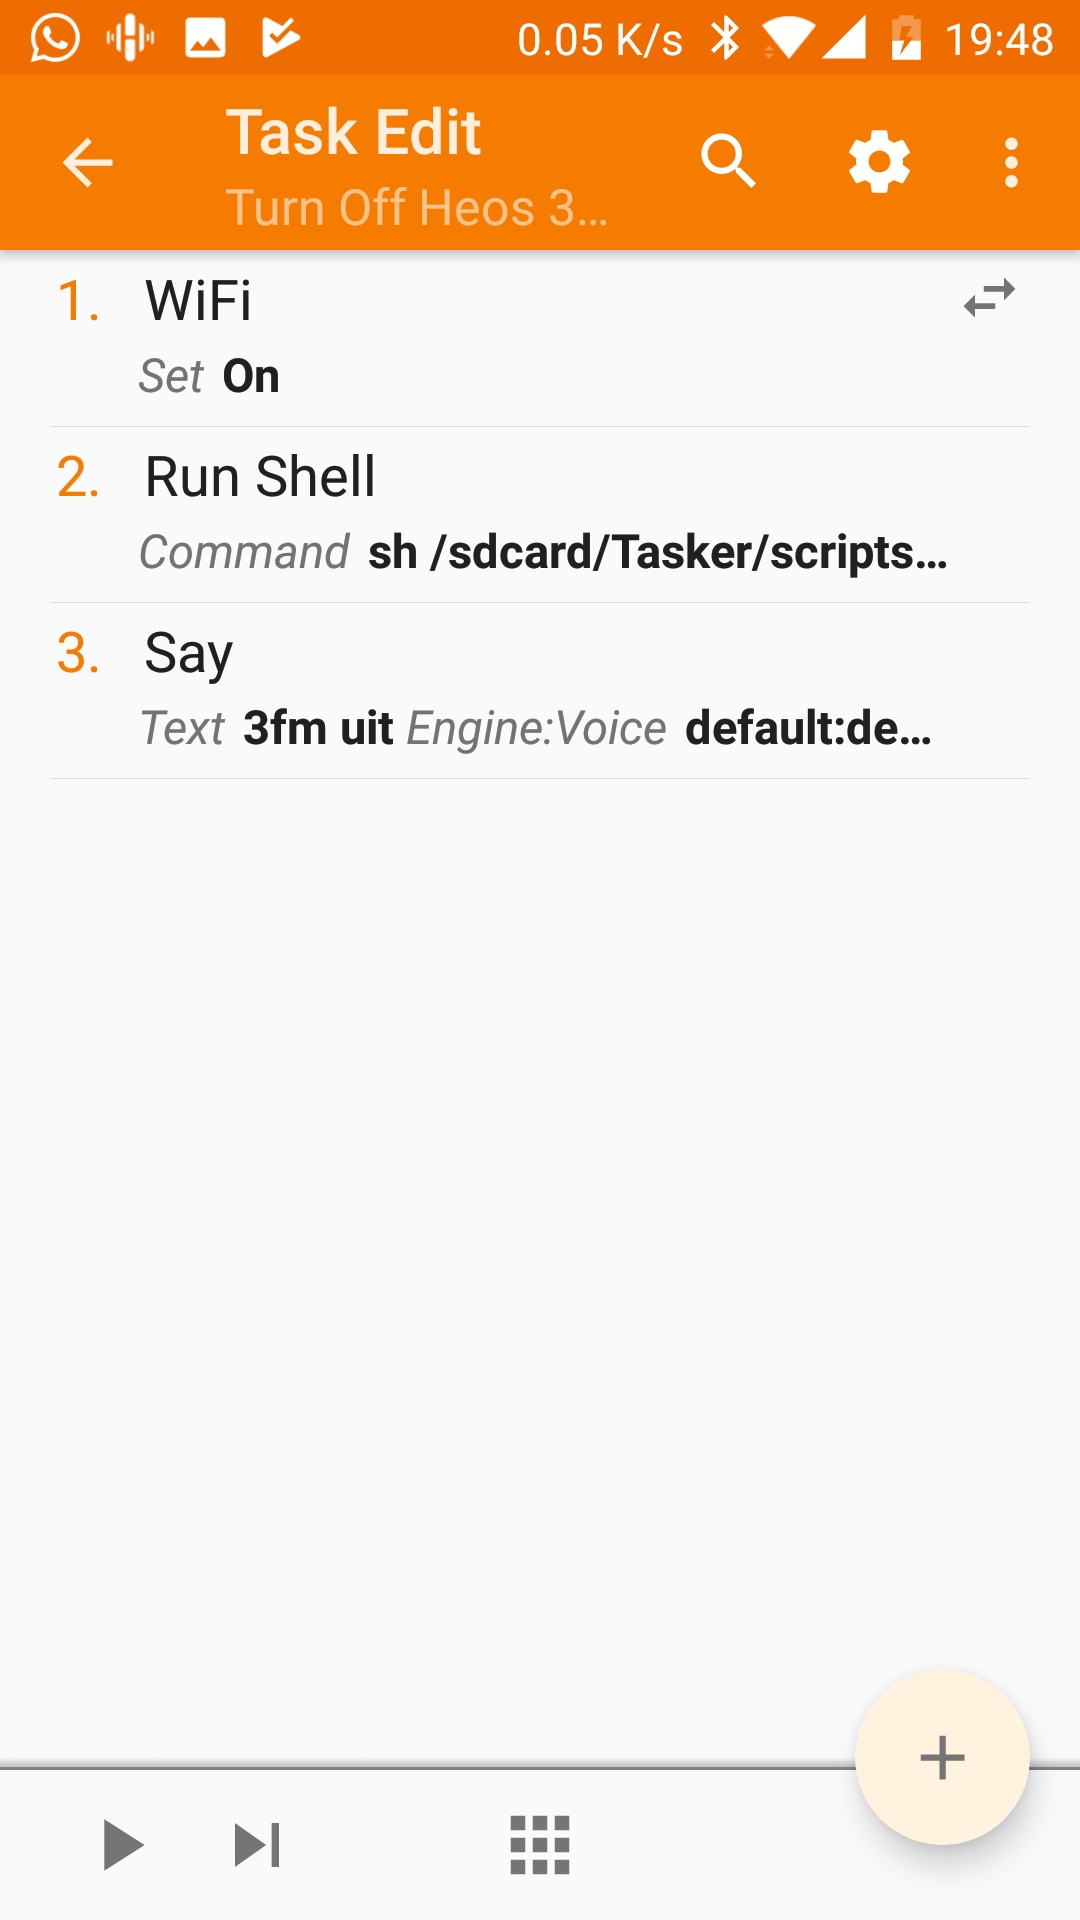 0.05 K/s 19:48
Task Edit
Turn Off Heos 3...
1. WiFi
Set On
2. Run Shell
Command sh /sdcard/Tasker/scripts...
3. Say
Text 3fm uit Engine:Voice default:de...